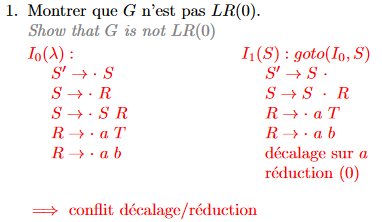 1. Montrer que G n'est pas LR(0).
Show that G is not LR(0)
I₀(λ) :
S′ → · S
S → · R
S → · S R
R → · a T
R → · a b
I₁(S) : goto(I₀, S)
S′ → S ·
S → S · R
R → · a T
R → · a b
décalage sur a
réduction (0)
⟹ conflit décalage/réduction